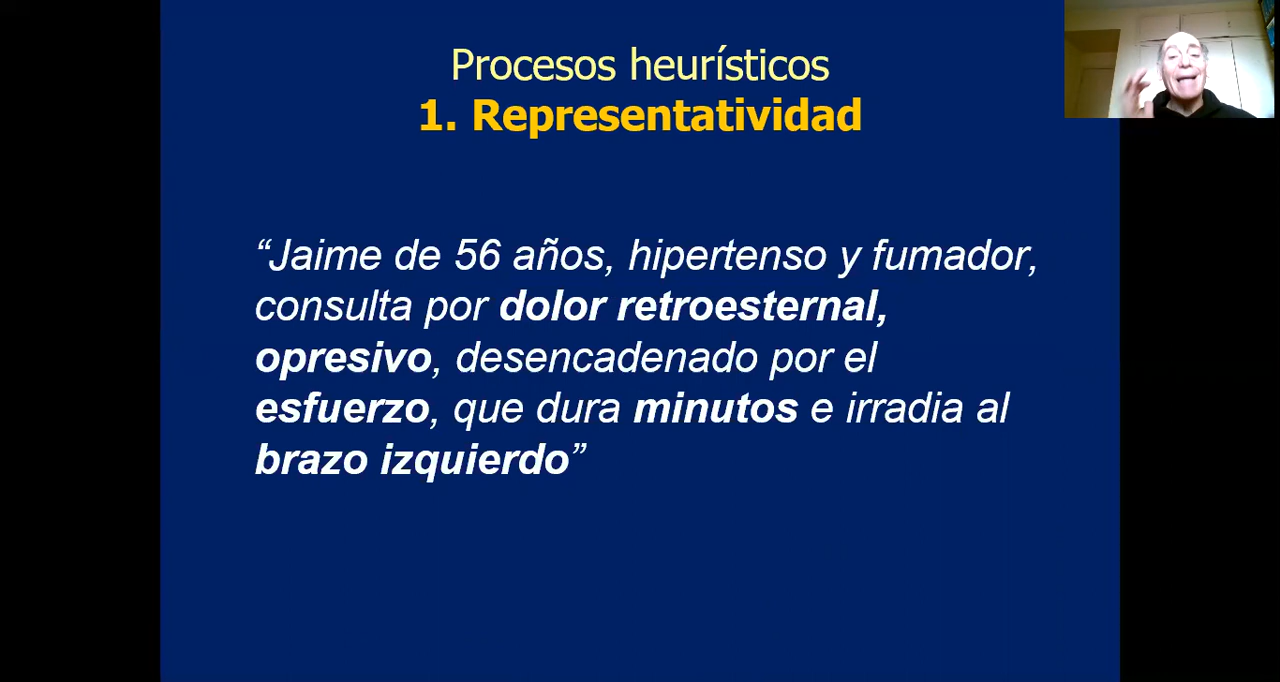 Procesos heurísticos
1. Representatividad
“Jaime de 56 años, hipertenso y fumador,
consulta por dolor retroesternal,
opresivo, desencadenado por el
esfuerzo, que dura minutos e irradia al
brazo izquierdo”